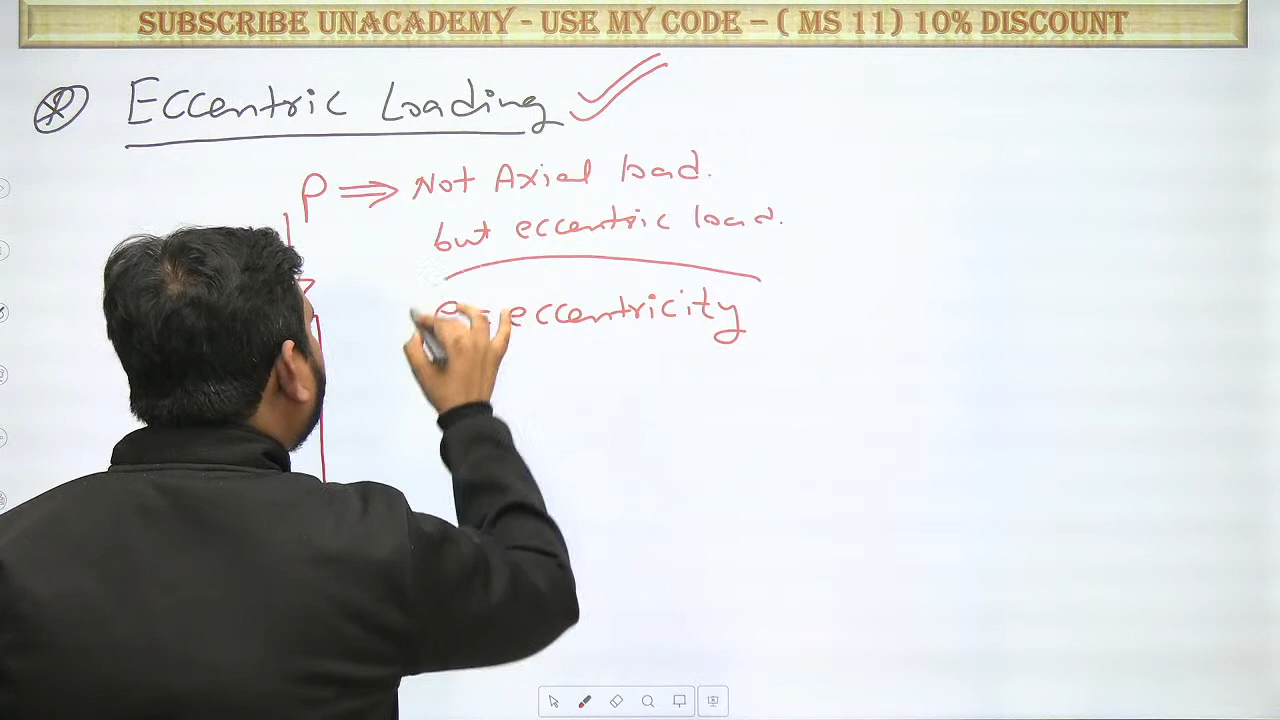 SUBSCRIBE UNACADEMY - USE MY CODE – ( MS 11) 10% DISCOUNT
Eccentric Loading
P ⇒ Not Axial load.
but eccentric load.
e = eccentricity